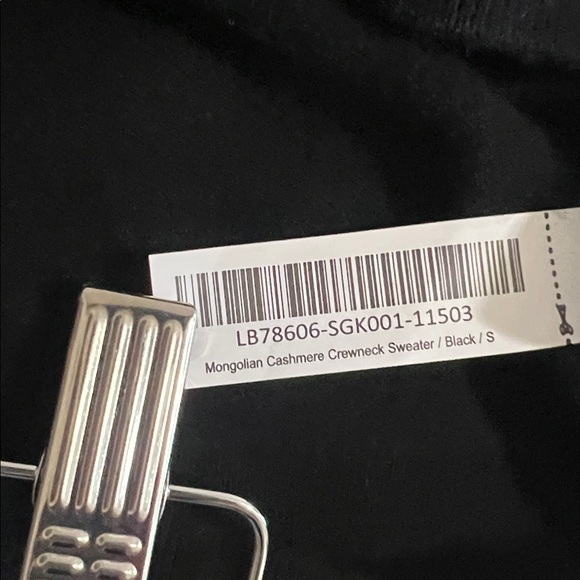 LB78606-SGK001-11503
Mongolian Cashmere Crewneck Sweater / Black / S